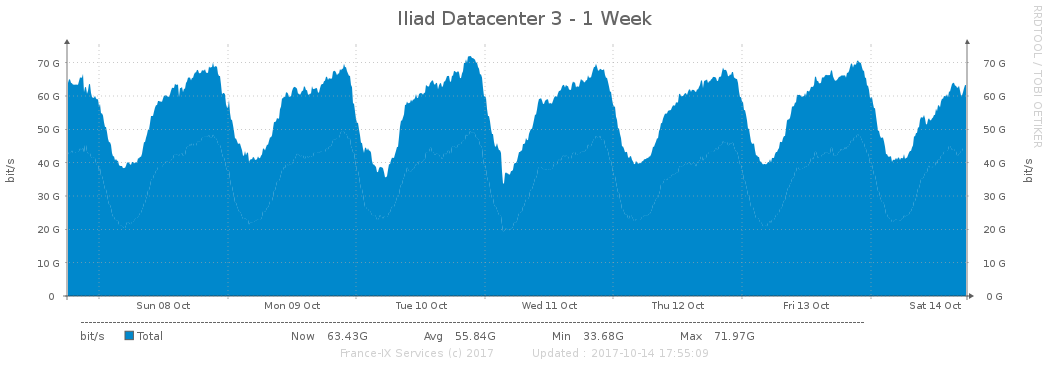 Iliad Datacenter 3 - 1 Week
RRDTOOL / TOBI OETIKER
bit/s
bit/s
70 G 70 G
60 G 60 G
50 G 50 G
40 G 40 G
30 G 30 G
20 G 20 G
10 G 10 G
0 0 G
Sun 08 Oct Mon 09 Oct Tue 10 Oct Wed 11 Oct Thu 12 Oct Fri 13 Oct Sat 14 Oct
bit/s Total Now 63.43G Avg 55.84G Min 33.68G Max 71.97G
France-IX Services (c) 2017 Updated : 2017-10-14 17:55:09